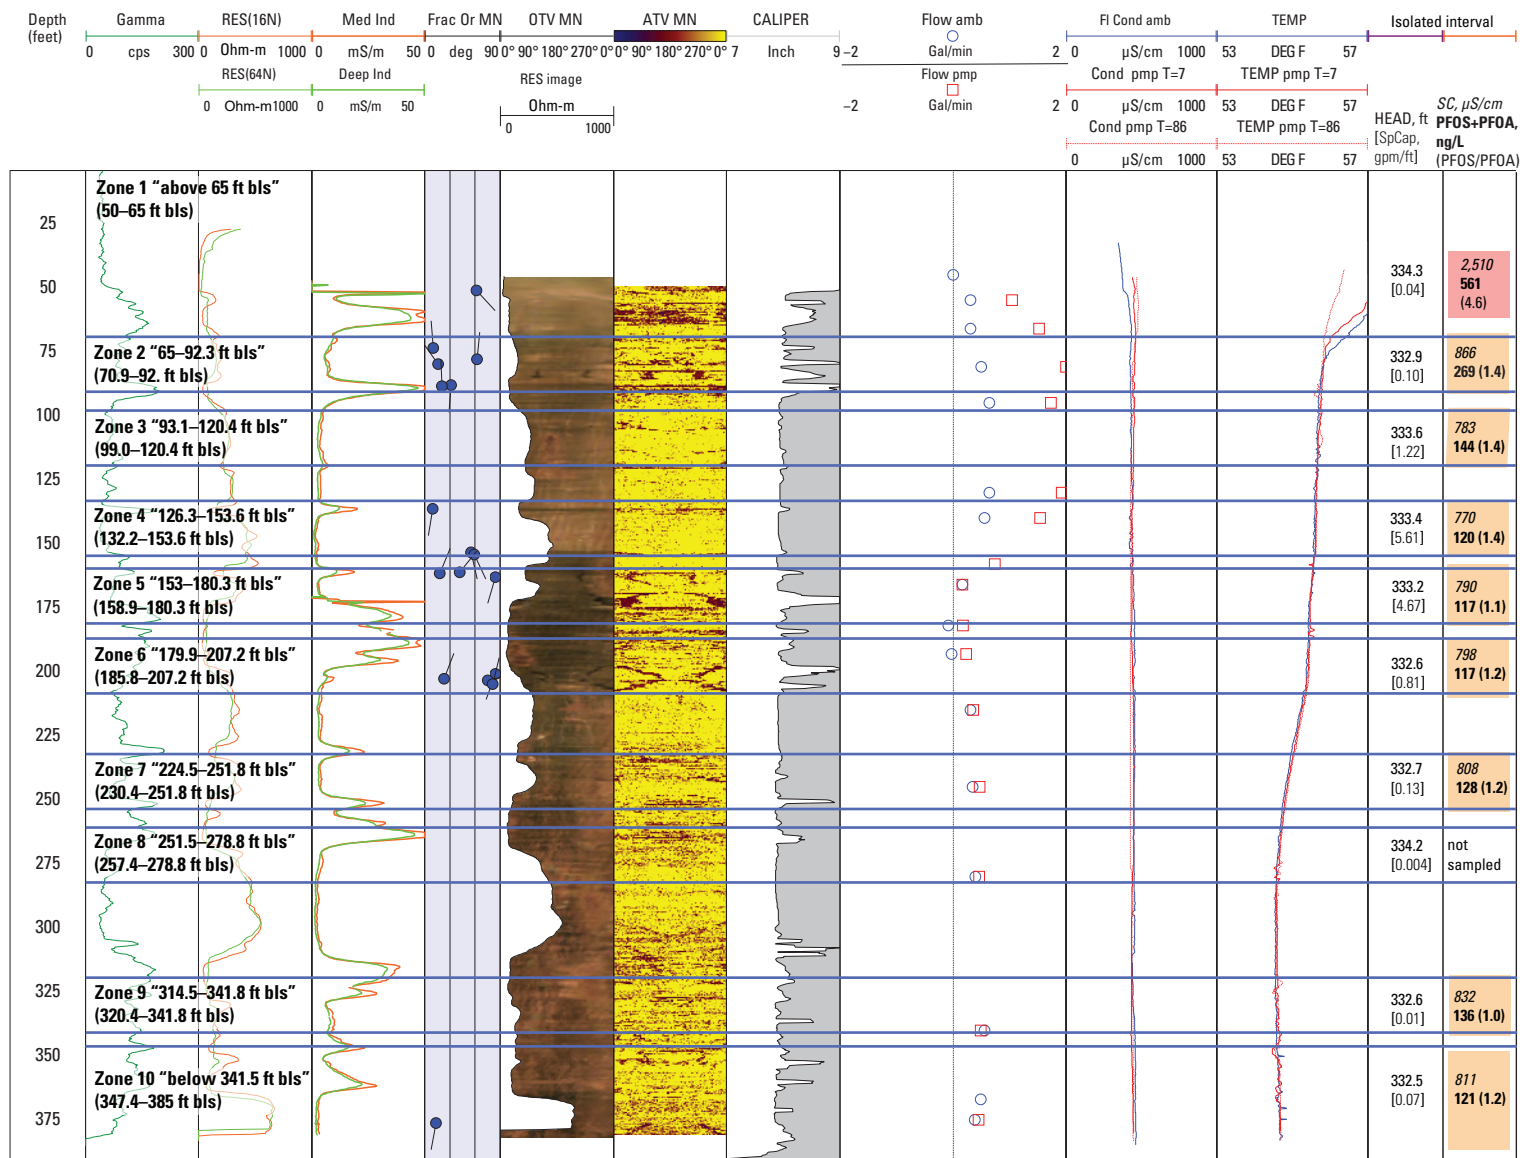 Depth
(feet)
Gamma
0 cps 300
RES(16N)
0 Ohm-m 1000
RES(64N)
0 Ohm-m 1000
Med Ind
0 mS/m 50
Deep Ind
0 mS/m 50
Frac Or MN
0 deg 90
OTV MN
0° 90° 180° 270° 0°
RES image
Ohm-m
0 1000
ATV MN
0° 90° 180° 270° 0°
CALIPER
7 Inch 9
Flow amb
−2 Gal/min 2
Flow pmp
−2 Gal/min 2
Fl Cond amb
0 µS/cm 1000
Cond pmp T=7
0 µS/cm 1000
Cond pmp T=86
0 µS/cm 1000
TEMP
53 DEG F 57
TEMP pmp T=7
53 DEG F 57
TEMP pmp T=86
53 DEG F 57
Isolated interval
HEAD, ft
[SpCap,
gpm/ft]
SC, µS/cm
PFOS+PFOA,
ng/L
(PFOS/PFOA)
Zone 1 “above 65 ft bls”
(50–65 ft bls)
25
50
334.3
[0.04]
2,510
561
(4.6)
Zone 2 “65–92.3 ft bls”
(70.9–92. ft bls)
75
332.9
[0.10]
866
269 (1.4)
100
Zone 3 “93.1–120.4 ft bls”
(99.0–120.4 ft bls)
333.6
[1.22]
783
144 (1.4)
125
Zone 4 “126.3–153.6 ft bls”
(132.2–153.6 ft bls)
150
333.4
[5.61]
770
120 (1.4)
Zone 5 “153–180.3 ft bls”
(158.9–180.3 ft bls)
175
333.2
[4.67]
790
117 (1.1)
Zone 6 “179.9–207.2 ft bls”
(185.8–207.2 ft bls)
200
332.6
[0.81]
798
117 (1.2)
225
Zone 7 “224.5–251.8 ft bls”
(230.4–251.8 ft bls)
250
332.7
[0.13]
808
128 (1.2)
Zone 8 “251.5–278.8 ft bls”
(257.4–278.8 ft bls)
275
334.2
[0.004]
not
sampled
300
325
Zone 9 “314.5–341.8 ft bls”
(320.4–341.8 ft bls)
332.6
[0.01]
832
136 (1.0)
350
Zone 10 “below 341.5 ft bls”
(347.4–385 ft bls)
375
332.5
[0.07]
811
121 (1.2)